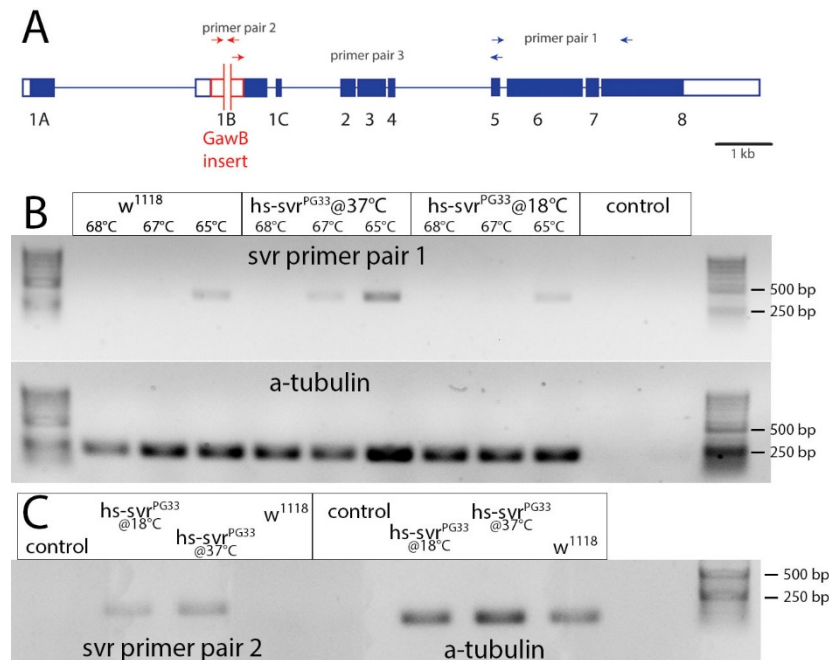 A
primer pair 2
primer pair 3
primer pair 1
1A
1B
1C
2
3
4
5
6
7
8
GawB
insert
1 kb
B
w1118
hs-svrPG33@37°C
hs-svrPG33@18°C
control
68°C 67°C 65°C 68°C 67°C 65°C 68°C 67°C 65°C
svr primer pair 1
500 bp
250 bp
a-tubulin
500 bp
250 bp
C
control
hs-svrPG33
@18°C
hs-svrPG33
@37°C
w1118
control
hs-svrPG33
@18°C
hs-svrPG33
@37°C
w1118
500 bp
250 bp
svr primer pair 2
a-tubulin